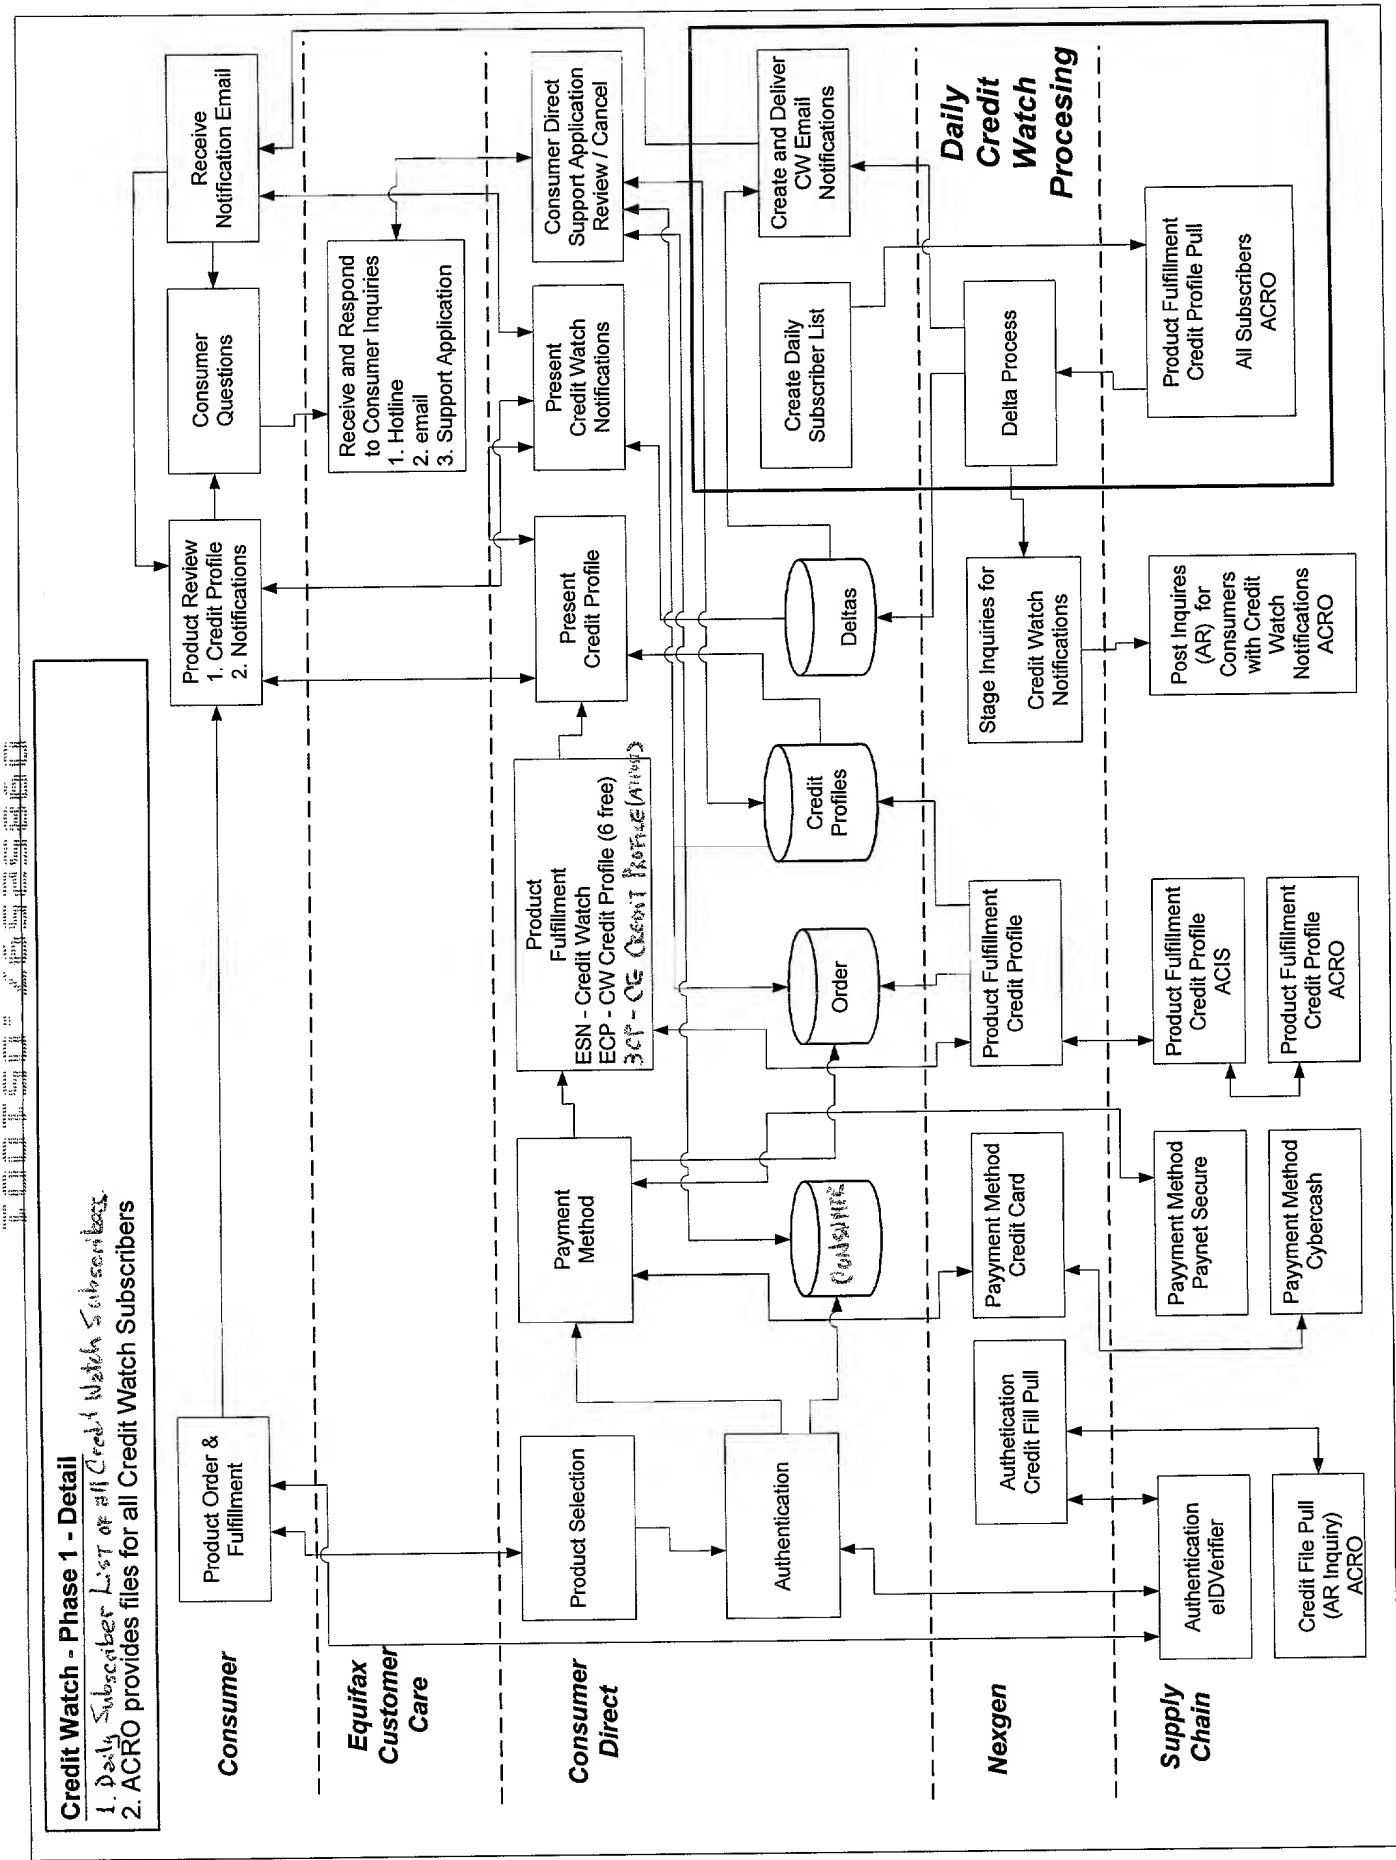 Credit Watch - Phase 1 - Detail
1. Daily Subscriber List of all Credit Watch Subscribers.
2. ACRO provides files for all Credit Watch Subscribers
Consumer
Product Order &
Fulfillment
Product Review
1. Credit Profile
2. Notifications
Consumer
Questions
Receive
Notification Email
Equifax
Customer
Care
Receive and Respond
to Consumer Inquiries
1. Hotline
2. email
3. Support Application
Consumer
Direct
Product Selection
Payment
Method
Product
Fulfillment
ESN - Credit Watch
ECP - CW Credit Profile (6 free)
3CP - CE Credit Profile
Present
Credit Profile
Present
Credit Watch
Notifications
Consumer Direct
Support Application
Review / Cancel
Authentication
Consumer
Order
Credit
Profiles
Deltas
Create Daily
Subscriber List
Create and Deliver
CW Email
Notifications
Nexgen
Authetication
Credit Fill Pull
Payyment Method
Credit Card
Product Fulfillment
Credit Profile
Stage Inquiries for
Credit Watch
Notifications
Delta Process
Daily
Credit
Watch
Procesing
Supply
Chain
Authentication
eIDVerifier
Credit File Pull
(AR Inquiry)
ACRO
Payyment Method
Paynet Secure
Payyment Method
Cybercash
Product Fulfillment
Credit Profile
ACIS
Product Fulfillment
Credit Profile
ACRO
Post Inquires
(AR) for
Consumers
with Credit
Watch
Notifications
ACRO
Product Fulfillment
Credit Profile Pull
All Subscribers
ACRO